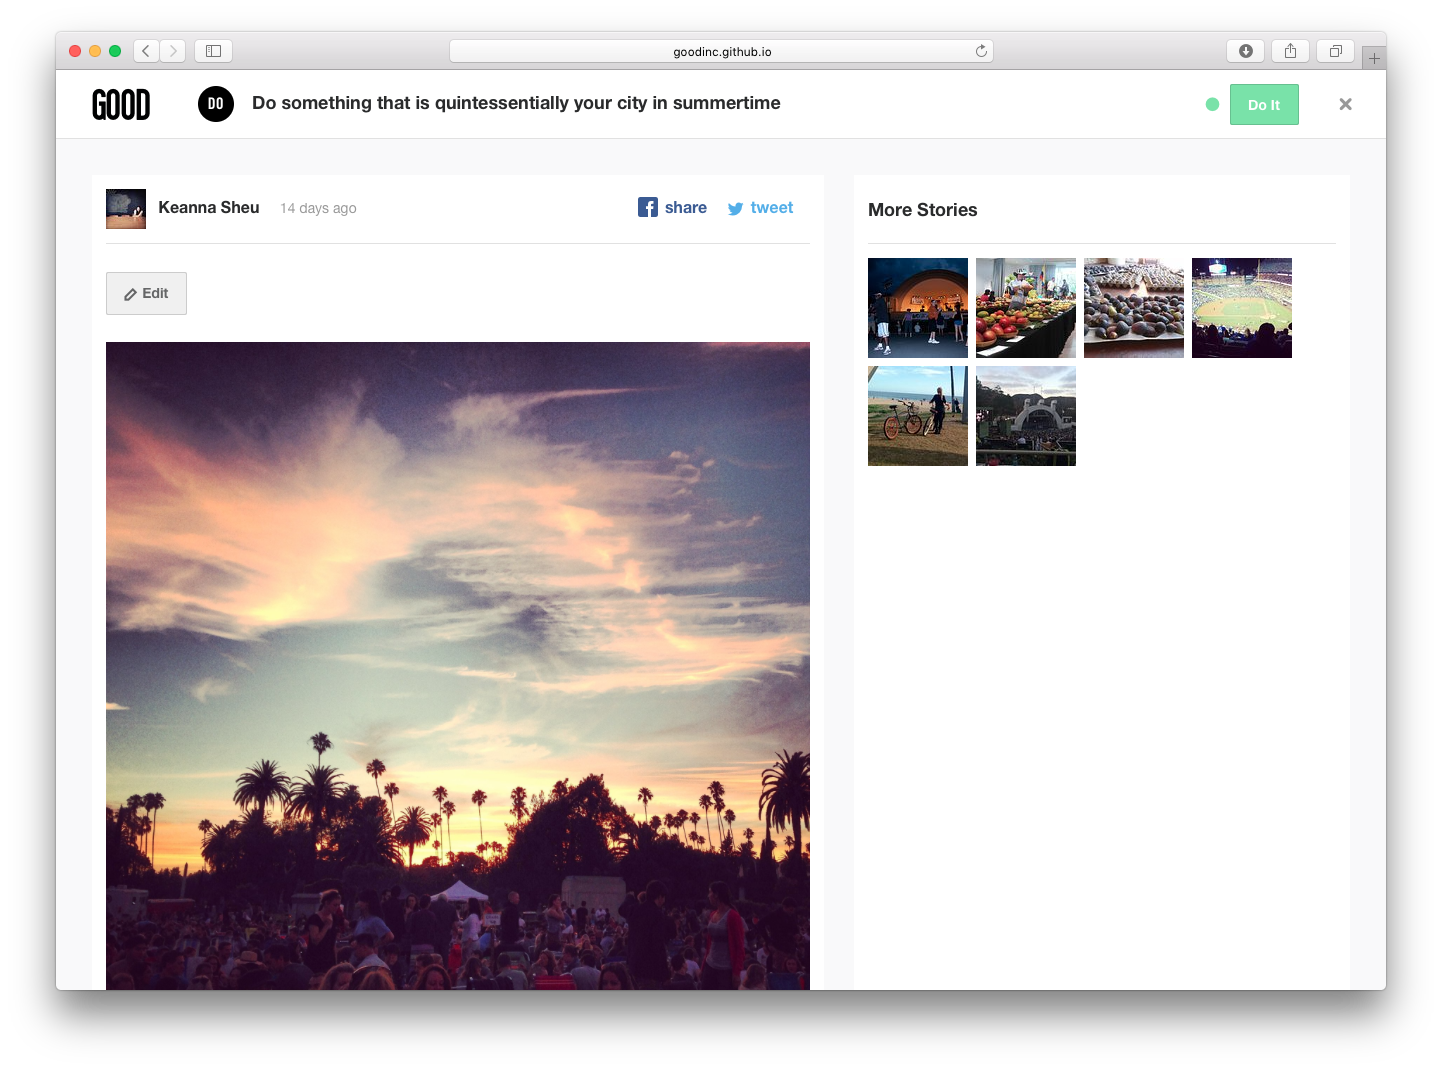 goodinc.github.io
GOOD
DO
Do something that is quintessentially your city in summertime
Do It
Keanna Sheu
14 days ago
share
tweet
More Stories
Edit